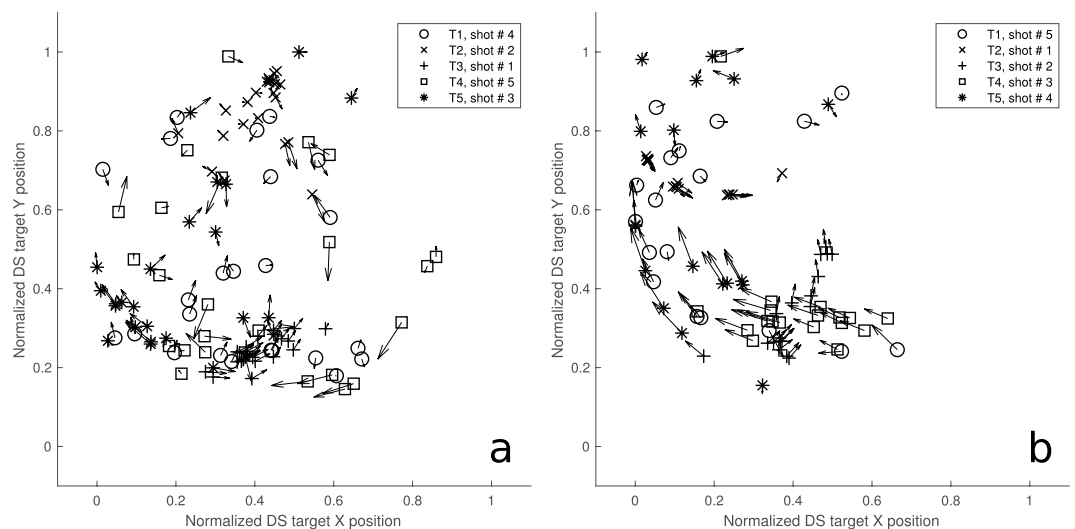 T1, shot # 4
T2, shot # 2
T3, shot # 1
T4, shot # 5
T5, shot # 3
1
0.8
0.6
0.4
0.2
0
Normalized DS target Y position
0 0.2 0.4 0.6 0.8 1
Normalized DS target X position
a
T1, shot # 5
T2, shot # 1
T3, shot # 2
T4, shot # 3
T5, shot # 4
1
0.8
0.6
0.4
0.2
0
Normalized DS target Y position
0 0.2 0.4 0.6 0.8 1
Normalized DS target X position
b